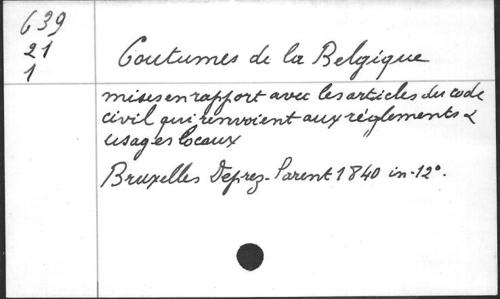 639
21
1
Coutumes de la Belgique
mises en rapport avec les articles du code
civil qui renvoient aux réglements &
usages locaux
Bruxelles Deprez-Parent 1840 in-12°.